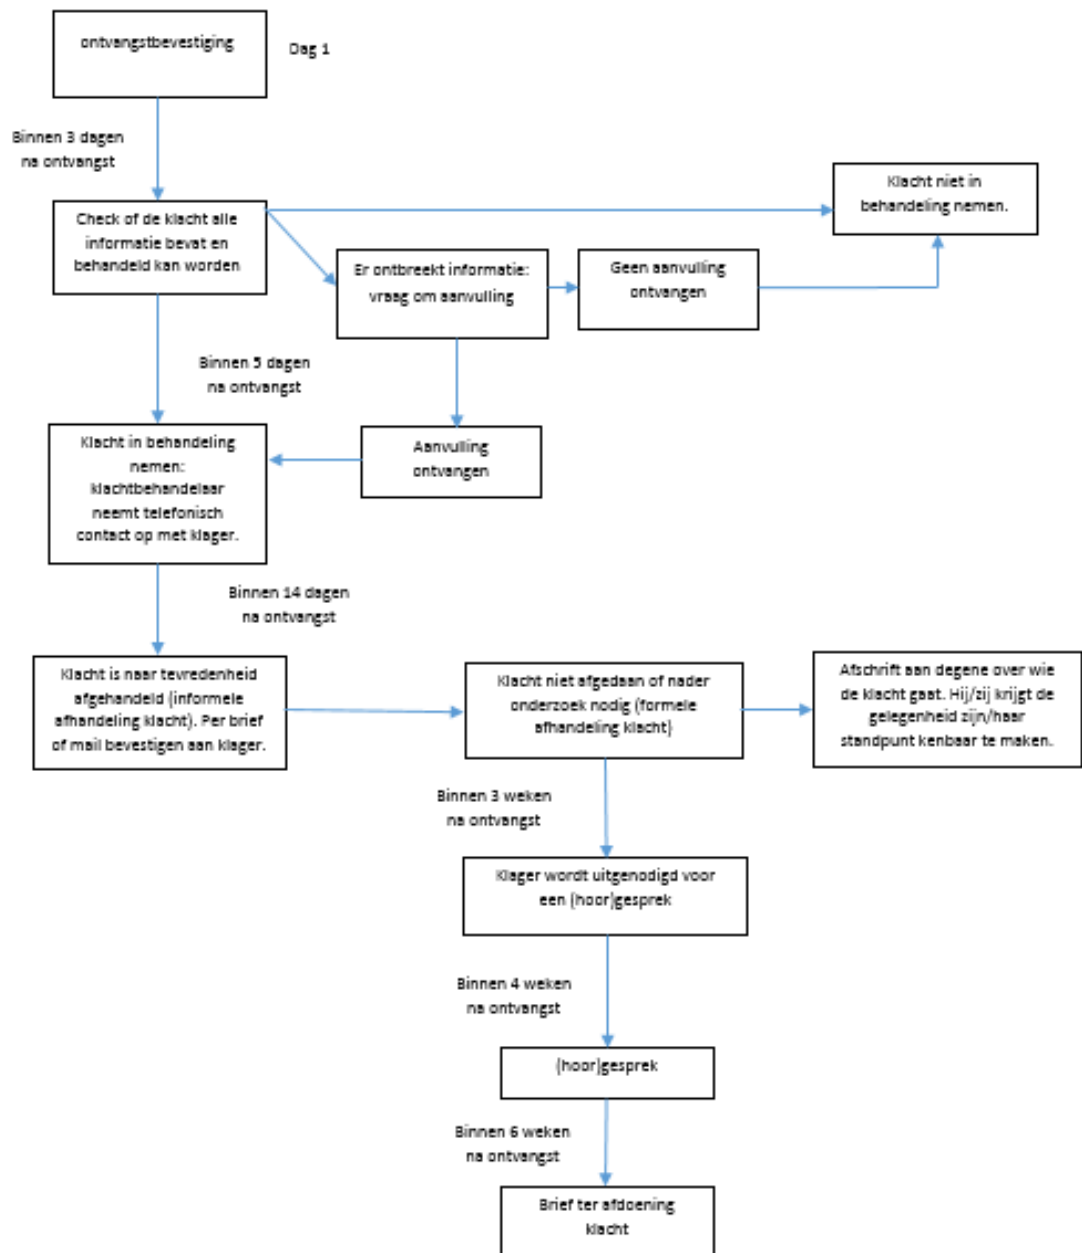 ontvangstbevestiging
Dag 1
Binnen 3 dagen
na ontvangst
Klacht niet in
behandeling nemen.
Check of de klacht alle
informatie bevat en
behandeld kan worden
Er ontbreekt informatie:
vraag om aanvulling
Geen aanvulling
ontvangen
Binnen 5 dagen
na ontvangst
Klacht in behandeling
nemen:
klachtbehandelaar
neemt telefonisch
contact op met klager.
Aanvulling
ontvangen
Binnen 14 dagen
na ontvangst
Klacht is naar tevredenheid
afgehandeld (informele
afhandeling klacht). Per brief
of mail bevestigen aan klager.
Klacht niet afgedaan of nader
onderzoek nodig (formele
afhandeling klacht)
Afschrift aan degene over wie
de klacht gaat. Hij/zij krijgt de
gelegenheid zijn/haar
standpunt kenbaar te maken.
Binnen 3 weken
na ontvangst
Klager wordt uitgenodigd voor
een (hoor)gesprek
Binnen 4 weken
na ontvangst
(hoor)gesprek
Binnen 6 weken
na ontvangst
Brief ter afdoening
klacht